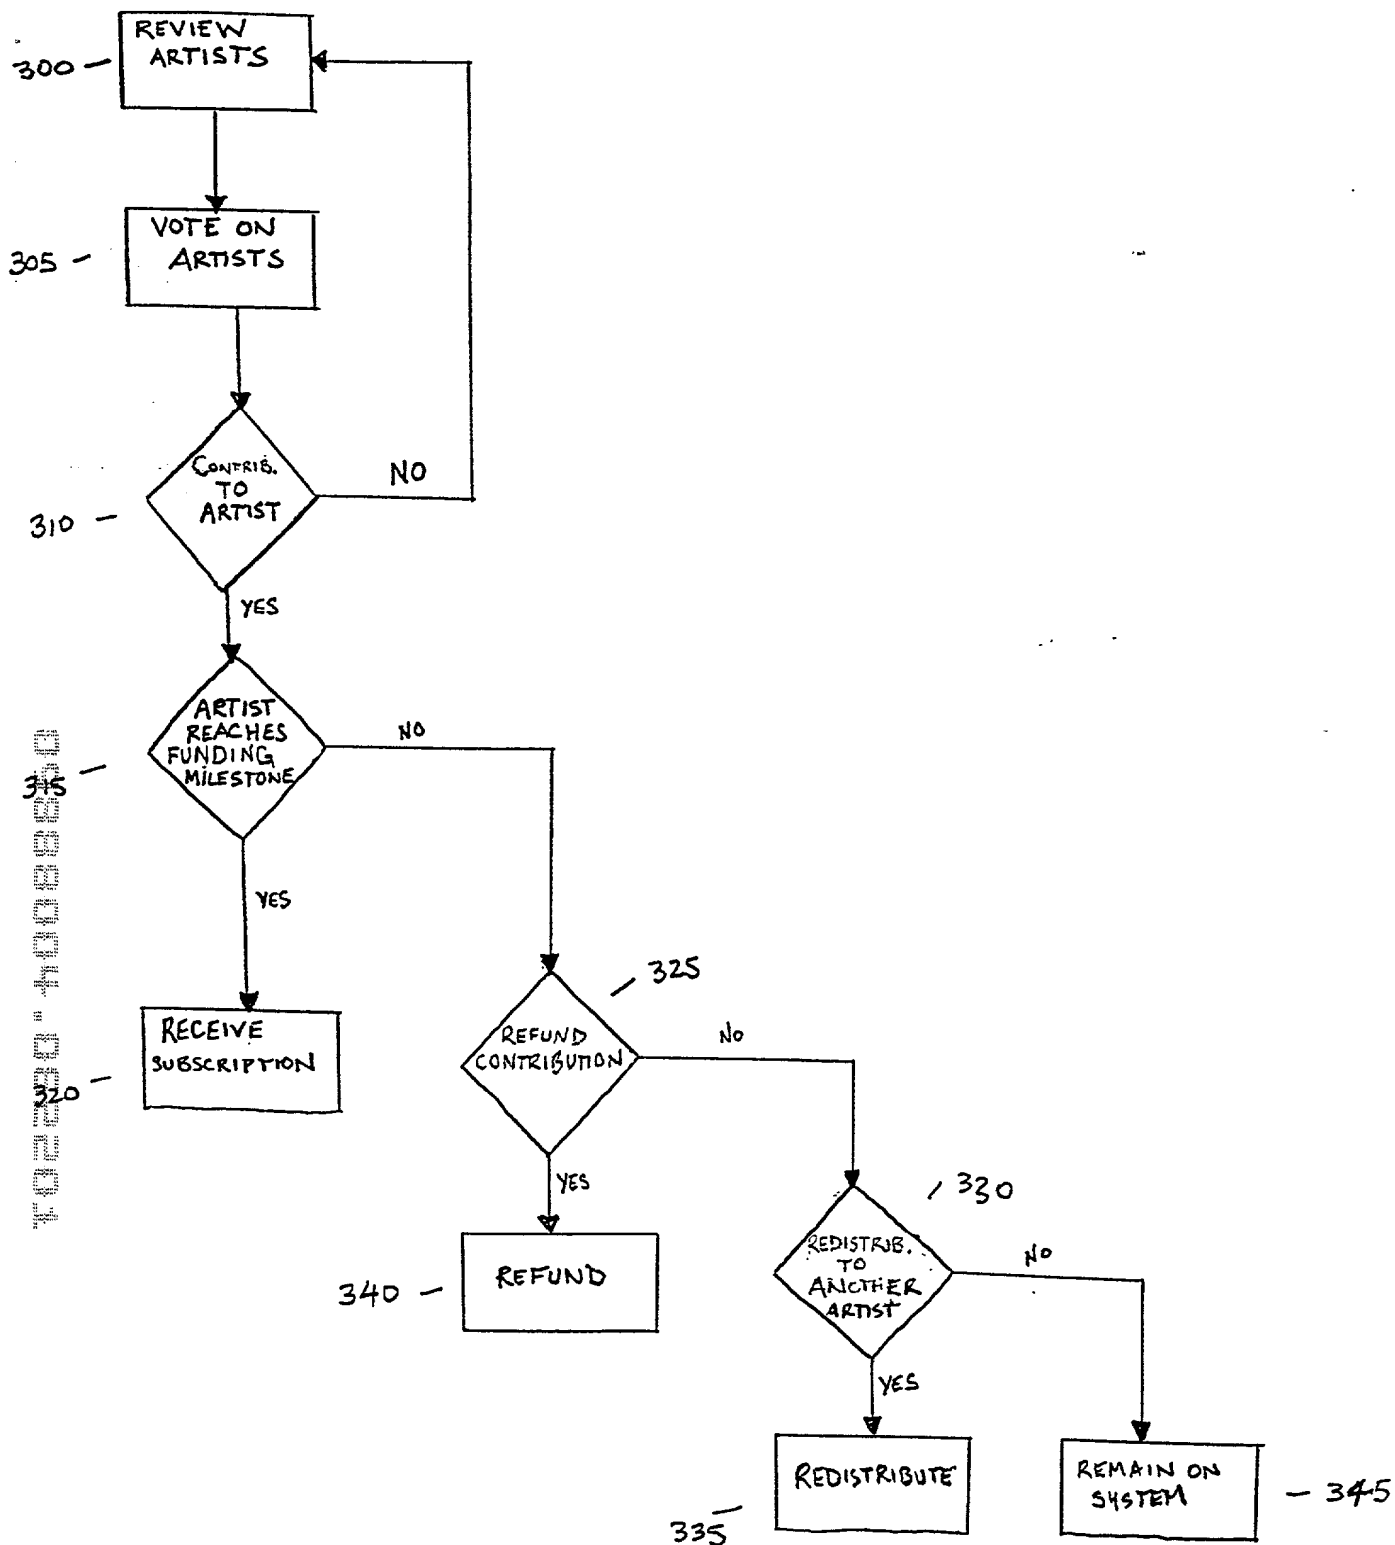 REVIEW
ARTISTS
300
VOTE ON
ARTISTS
305
CONTRIB.
TO
ARTIST
NO
310
YES
ARTIST
REACHES
FUNDING
MILESTONE
NO
315
YES
325
RECEIVE
SUBSCRIPTION
320
REFUND
CONTRIBUTION
NO
YES
330
REFUND
340
REDISTRIB.
TO
ANOTHER
ARTIST
NO
YES
REDISTRIBUTE
335
REMAIN ON
SYSTEM
345